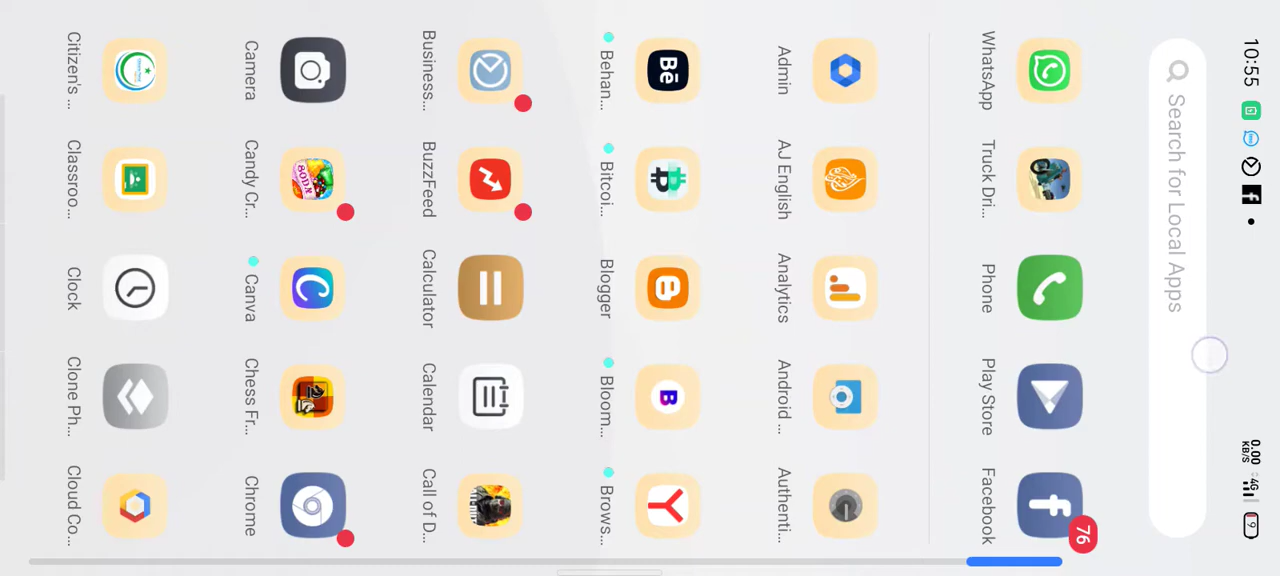 10:55
0.00
KB/S
4G
9
Search for Local Apps
76
WhatsApp
Truck Dri...
Phone
Play Store
Facebook
Admin
AJ English
Analytics
Android ...
Authenti...
Bē
Behan...
Bitcoi...
Blogger
Bloom...
Brows...
Business...
BuzzFeed
Calculator
Calendar
Call of D...
Camera
Candy Cr...
Canva
Chess Fr...
Chrome
Citizen's ...
Classroo...
Clock
Clone Ph...
Cloud Co...